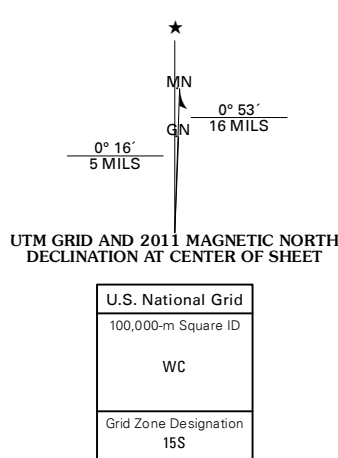 ★
MN
0° 53´
16 MILS
GN
0° 16´
5 MILS
UTM GRID AND 2011 MAGNETIC NORTH
DECLINATION AT CENTER OF SHEET
U.S. National Grid
100,000-m Square ID
WC
Grid Zone Designation
15S